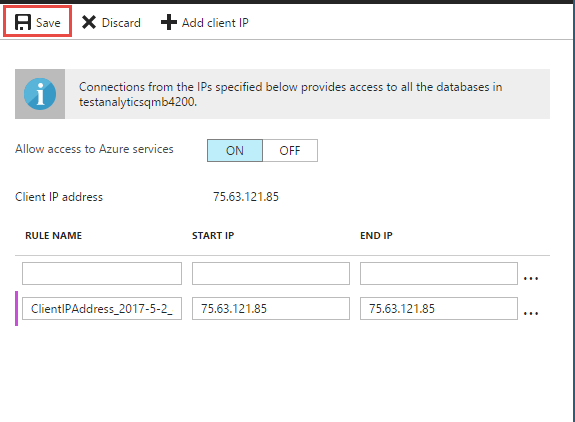 Save Discard Add client IP
Connections from the IPs specified below provides access to all the databases in
testanalyticsqmb4200.
Allow access to Azure services ON OFF
Client IP address 75.63.121.85
RULE NAME START IP END IP
...
ClientIPAddress_2017-5-2_ 75.63.121.85 75.63.121.85 ...